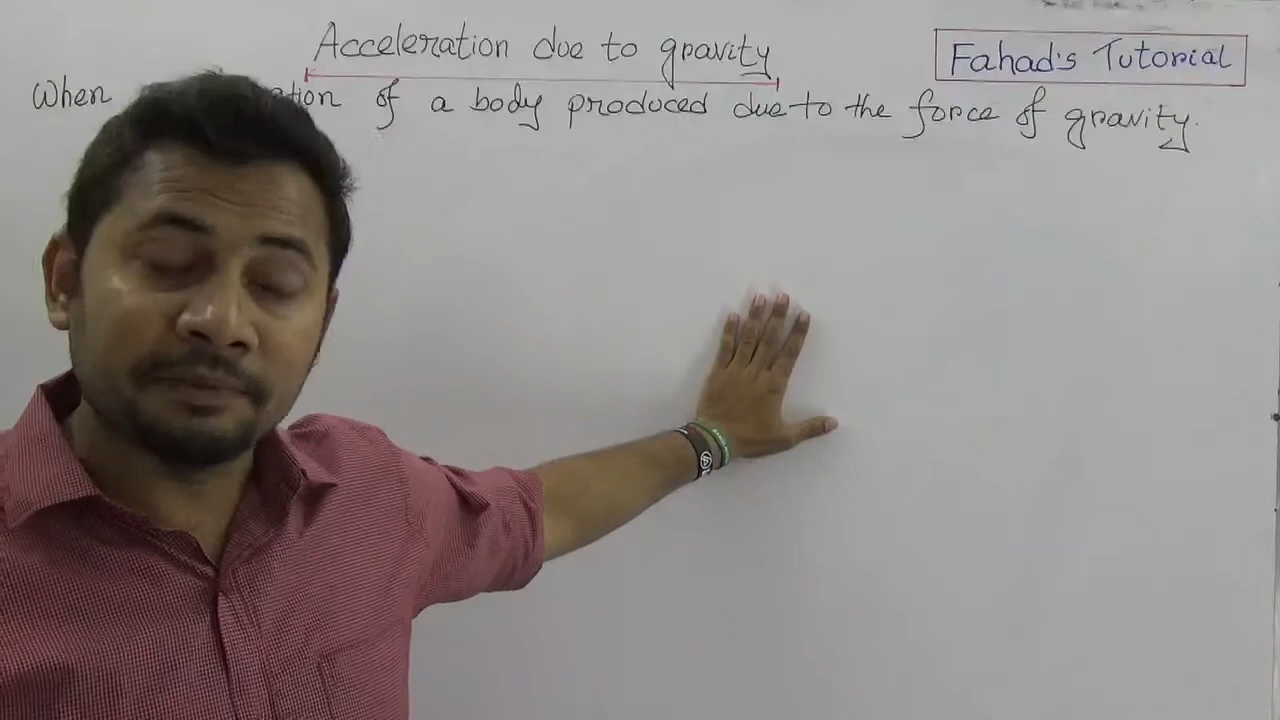 Acceleration due to gravity
Fahad's Tutorial
When of a body produced due to the force of gravity.